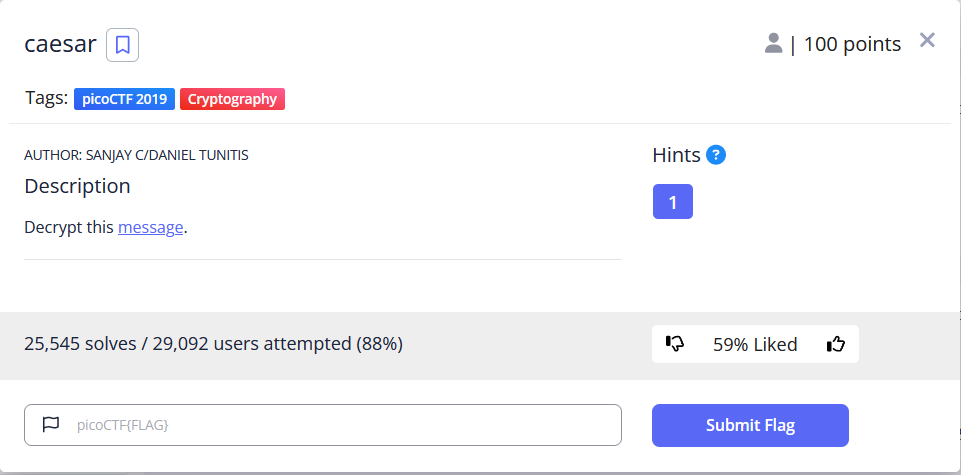 caesar
| 100 points
Tags: picoCTF 2019 Cryptography
AUTHOR: SANJAY C/DANIEL TUNITIS
Description
Decrypt this message.
Hints ?
1
25,545 solves / 29,092 users attempted (88%)
59% Liked
picoCTF{FLAG}
Submit Flag